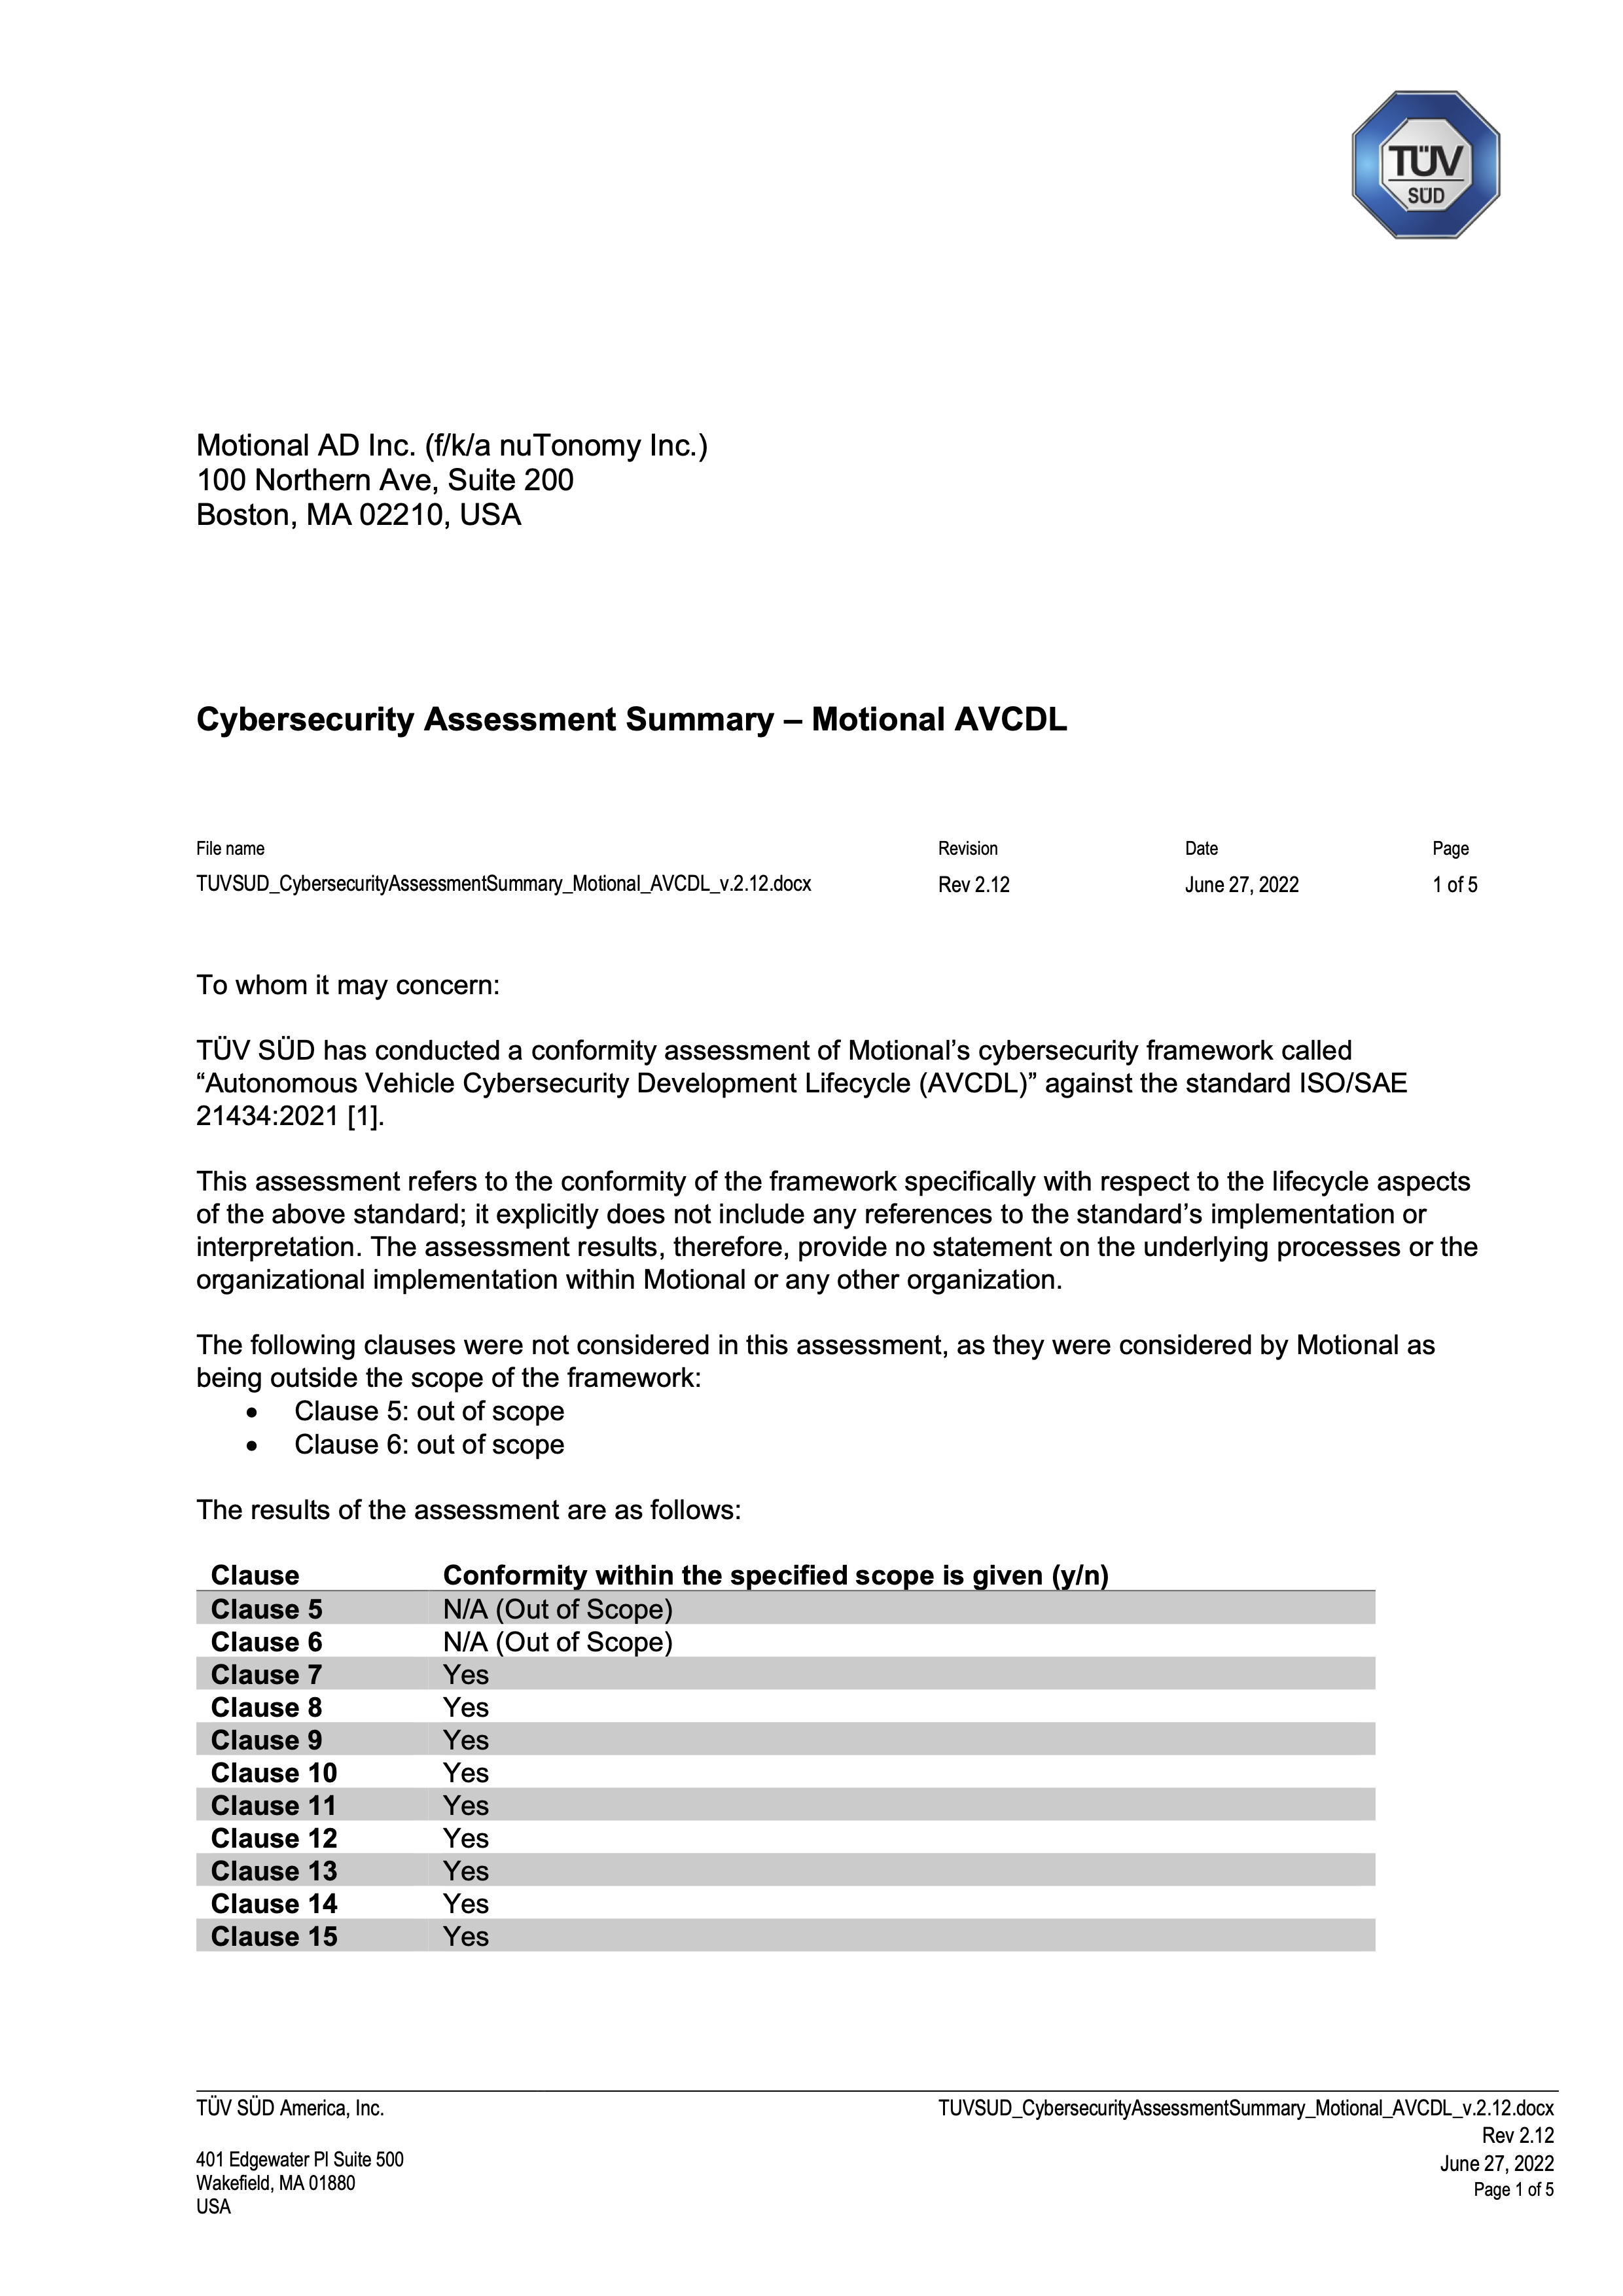 TÜV
SÜD
Motional AD Inc. (f/k/a nuTonomy Inc.)
100 Northern Ave, Suite 200
Boston, MA 02210, USA
Cybersecurity Assessment Summary – Motional AVCDL
File name Revision Date Page
TUVSUD_CybersecurityAssessmentSummary_Motional_AVCDL_v.2.12.docx Rev 2.12 June 27, 2022 1 of 5
To whom it may concern:
TÜV SÜD has conducted a conformity assessment of Motional’s cybersecurity framework called
“Autonomous Vehicle Cybersecurity Development Lifecycle (AVCDL)” against the standard ISO/SAE
21434:2021 [1].
This assessment refers to the conformity of the framework specifically with respect to the lifecycle aspects
of the above standard; it explicitly does not include any references to the standard’s implementation or
interpretation. The assessment results, therefore, provide no statement on the underlying processes or the
organizational implementation within Motional or any other organization.
The following clauses were not considered in this assessment, as they were considered by Motional as
being outside the scope of the framework:
• Clause 5: out of scope
• Clause 6: out of scope
The results of the assessment are as follows:
Clause Conformity within the specified scope is given (y/n)
Clause 5 N/A (Out of Scope)
Clause 6 N/A (Out of Scope)
Clause 7 Yes
Clause 8 Yes
Clause 9 Yes
Clause 10 Yes
Clause 11 Yes
Clause 12 Yes
Clause 13 Yes
Clause 14 Yes
Clause 15 Yes
TÜV SÜD America, Inc. TUVSUD_CybersecurityAssessmentSummary_Motional_AVCDL_v.2.12.docx
Rev 2.12
401 Edgewater Pl Suite 500 June 27, 2022
Wakefield, MA 01880 Page 1 of 5
USA